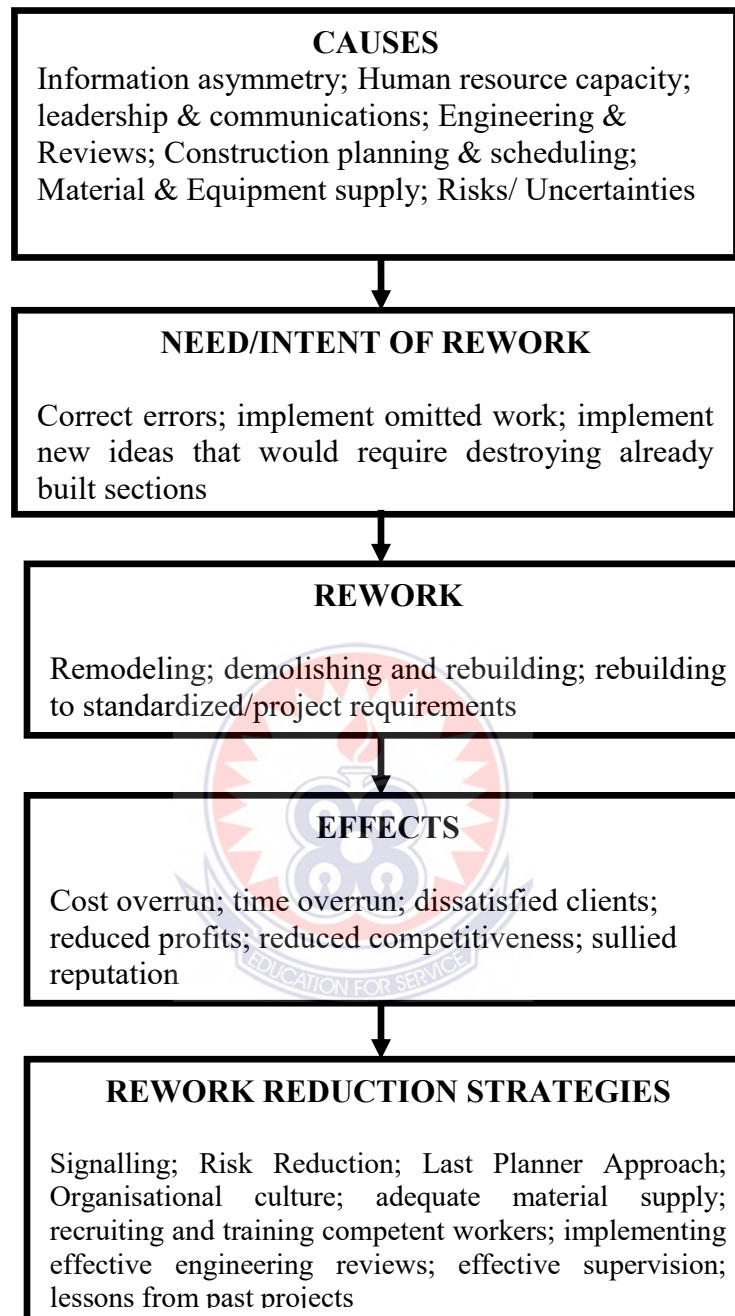 CAUSES
Information asymmetry; Human resource capacity;
leadership & communications; Engineering &
Reviews; Construction planning & scheduling;
Material & Equipment supply; Risks/ Uncertainties
NEED/INTENT OF REWORK
Correct errors; implement omitted work; implement
new ideas that would require destroying already
built sections
REWORK
Remodeling; demolishing and rebuilding; rebuilding
to standardized/project requirements
EFFECTS
Cost overrun; time overrun; dissatisfied clients;
reduced profits; reduced competitiveness; sullied
reputation
EDUCATION FOR SERVICE
REWORK REDUCTION STRATEGIES
Signalling; Risk Reduction; Last Planner Approach;
Organisational culture; adequate material supply;
recruiting and training competent workers; implementing
effective engineering reviews; effective supervision;
lessons from past projects